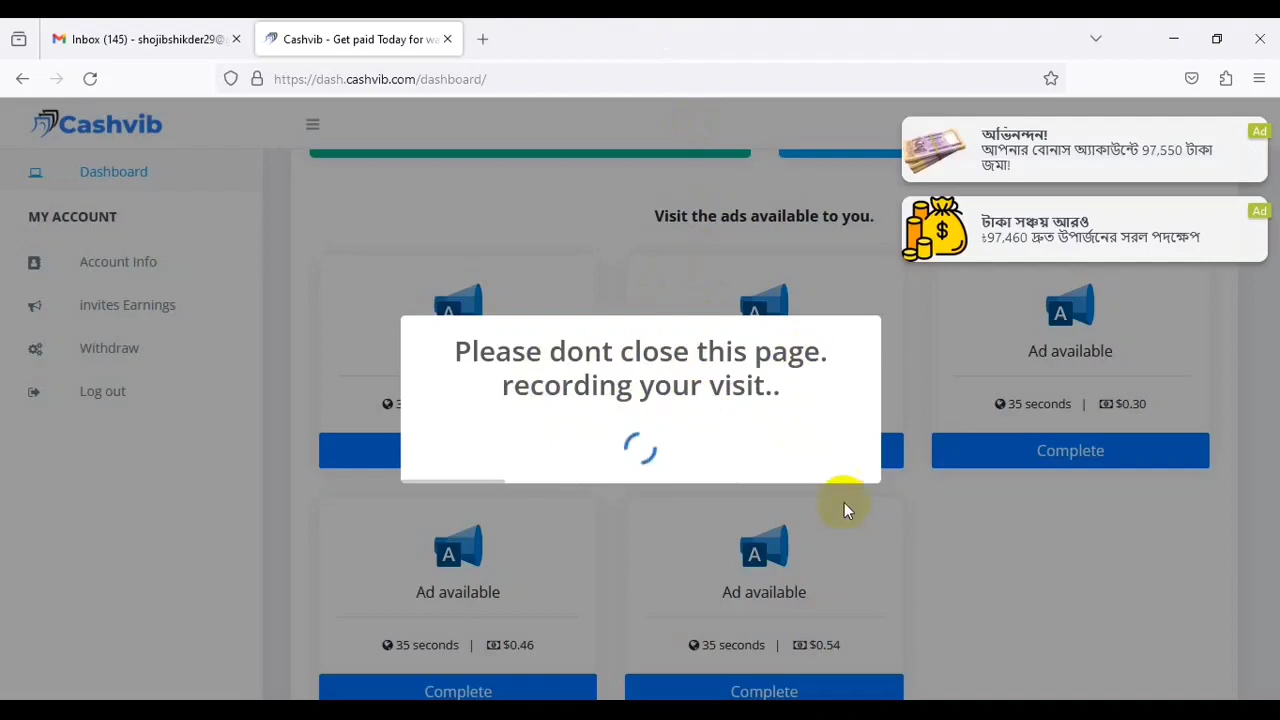 Inbox (145) - shojibshikder29@
Cashvib - Get paid Today for wa
https://dash.cashvib.com/dashboard/
Cashvib
Dashboard
MY ACCOUNT
Account Info
invites Earnings
Withdraw
Log out
Ad
অভিনন্দন!
আপনার বোনাস অ্যাকাউন্টে 97,550 টাকা
জমা!
Ad
টাকা সঞ্চয় আরও
৳97,460 দ্রুত উপার্জনের সরল পদক্ষেপ
Visit the ads available to you.
A
A
A
Ad available
Please dont close this page.
recording your visit..
3
35 seconds | $0.30
Complete
A
A
Ad available
Ad available
35 seconds | $0.46
35 seconds | $0.54
Complete
Complete